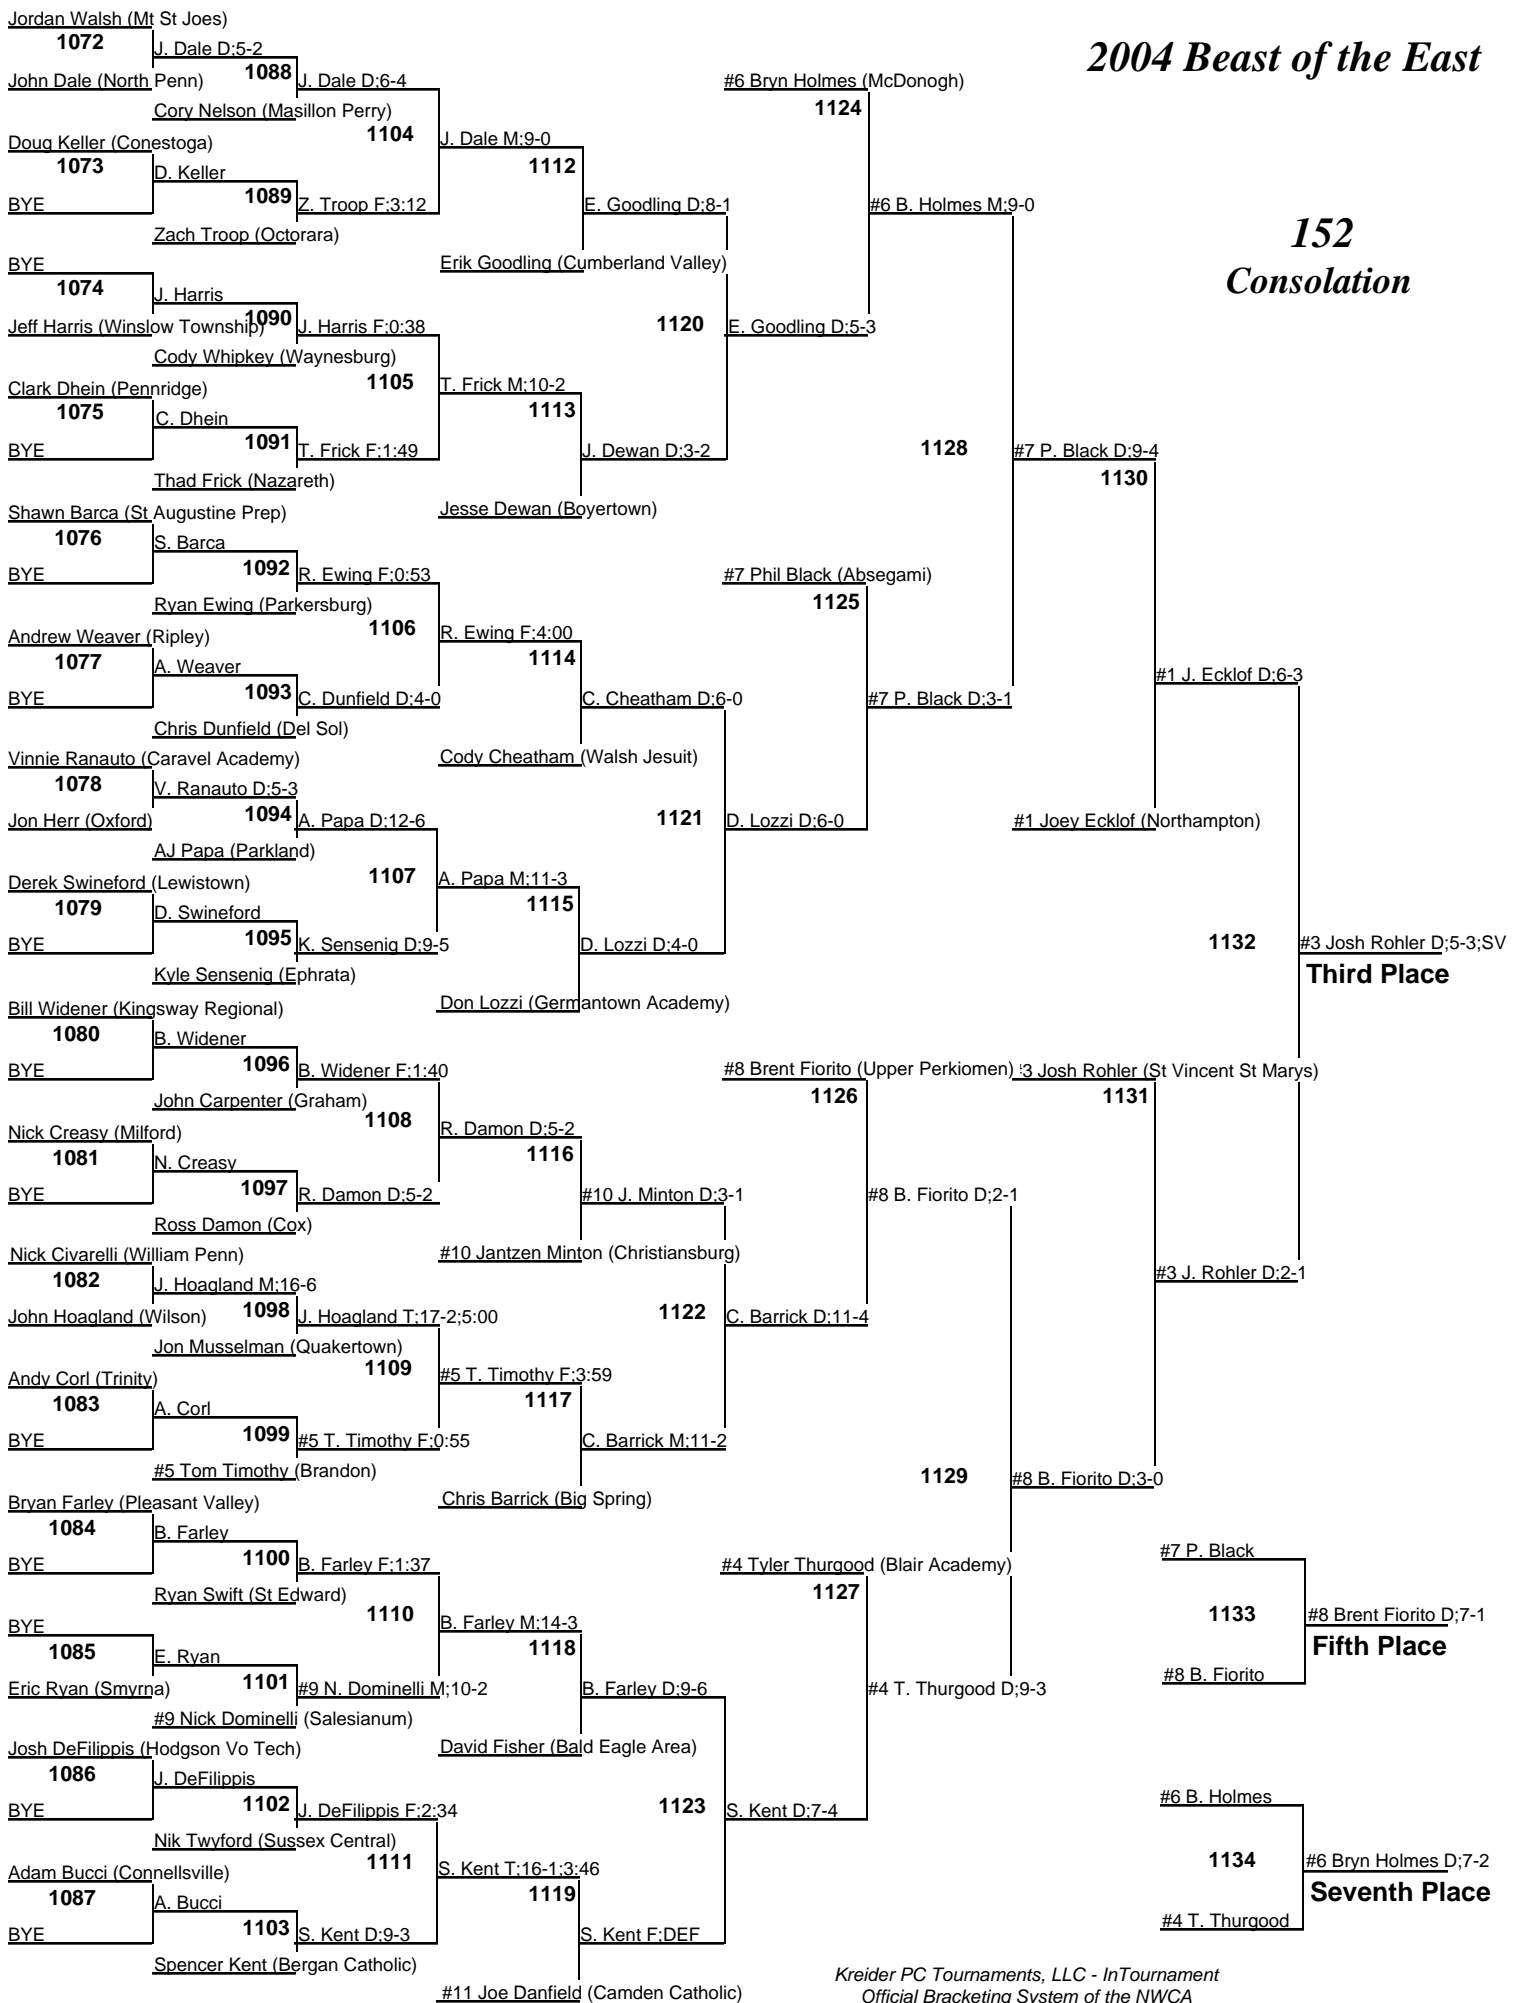 2004 Beast of the East
152
Consolation
Jordan Walsh (Mt St Joes)
1072
John Dale (North Penn)
Doug Keller (Conestoga)
1073
BYE
BYE
1074
Jeff Harris (Winslow Township)
Clark Dhein (Pennridge)
1075
BYE
Shawn Barca (St Augustine Prep)
1076
BYE
Andrew Weaver (Ripley)
1077
BYE
Vinnie Ranauto (Caravel Academy)
1078
Jon Herr (Oxford)
Derek Swineford (Lewistown)
1079
BYE
Bill Widener (Kingsway Regional)
1080
BYE
Nick Creasy (Milford)
1081
BYE
Nick Civarelli (William Penn)
1082
John Hoagland (Wilson)
Andy Corl (Trinity)
1083
BYE
Bryan Farley (Pleasant Valley)
1084
BYE
BYE
1085
Eric Ryan (Smyrna)
Josh DeFilippis (Hodgson Vo Tech)
1086
BYE
Adam Bucci (Connellsville)
1087
BYE
J. Dale D;5-2
1088
Cory Nelson (Masillon Perry)
D. Keller
1089
Zach Troop (Octorara)
J. Harris
1090
Cody Whipkey (Waynesburg)
C. Dhein
1091
Thad Frick (Nazareth)
S. Barca
1092
Ryan Ewing (Parkersburg)
A. Weaver
1093
Chris Dunfield (Del Sol)
V. Ranauto D;5-3
1094
AJ Papa (Parkland)
D. Swineford
1095
Kyle Sensenig (Ephrata)
B. Widener
1096
John Carpenter (Graham)
N. Creasy
1097
Ross Damon (Cox)
J. Hoagland M;16-6
1098
Jon Musselman (Quakertown)
A. Corl
1099
#5 Tom Timothy (Brandon)
B. Farley
1100
Ryan Swift (St Edward)
E. Ryan
1101
#9 Nick Dominelli (Salesianum)
J. DeFilippis
1102
Nik Twyford (Sussex Central)
A. Bucci
1103
Spencer Kent (Bergan Catholic)
J. Dale D;6-4
1104
Z. Troop F;3:12
J. Harris F;0:38
1105
T. Frick F;1:49
R. Ewing F;0:53
1106
C. Dunfield D;4-0
A. Papa D;12-6
1107
K. Sensenig D;9-5
B. Widener F;1:40
1108
R. Damon D;5-2
J. Hoagland T;17-2;5:00
1109
#5 T. Timothy F;0:55
B. Farley F;1:37
1110
#9 N. Dominelli M;10-2
J. DeFilippis F;2:34
1111
S. Kent D;9-3
J. Dale M;9-0
1112
Erik Goodling (Cumberland Valley)
T. Frick M;10-2
1113
Jesse Dewan (Boyertown)
R. Ewing F;4:00
1114
Cody Cheatham (Walsh Jesuit)
A. Papa M;11-3
1115
Don Lozzi (Germantown Academy)
R. Damon D;5-2
1116
#10 Jantzen Minton (Christiansburg)
#5 T. Timothy F;3:59
1117
Chris Barrick (Big Spring)
B. Farley M;14-3
1118
David Fisher (Bald Eagle Area)
S. Kent T;16-1;3:46
1119
#11 Joe Danfield (Camden Catholic)
E. Goodling D;8-1
1120
J. Dewan D;3-2
C. Cheatham D;6-0
1121
D. Lozzi D;4-0
#10 J. Minton D;3-1
1122
C. Barrick M;11-2
B. Farley D;9-6
1123
S. Kent F;DEF
#6 Bryn Holmes (McDonogh)
1124
E. Goodling D;5-3
#7 Phil Black (Absegami)
1125
D. Lozzi D;6-0
#8 Brent Fiorito (Upper Perkiomen)
1126
C. Barrick D;11-4
#4 Tyler Thurgood (Blair Academy)
1127
S. Kent D;7-4
#6 B. Holmes M;9-0
1128
#7 P. Black D;3-1
#8 B. Fiorito D;2-1
1129
#4 T. Thurgood D;9-3
#7 P. Black D;9-4
1130
#1 Joey Ecklof (Northampton)
#3 Josh Rohler (St Vincent St Marys)
1131
#8 B. Fiorito D;3-0
#1 J. Ecklof D;6-3
1132
#3 J. Rohler D;2-1
#3 Josh Rohler D;5-3;SV
Third Place
#7 P. Black
1133
#8 B. Fiorito
#8 Brent Fiorito D;7-1
Fifth Place
#6 B. Holmes
1134
#4 T. Thurgood
#6 Bryn Holmes D;7-2
Seventh Place
Kreider PC Tournaments, LLC - InTournament
Official Bracketing System of the NWCA